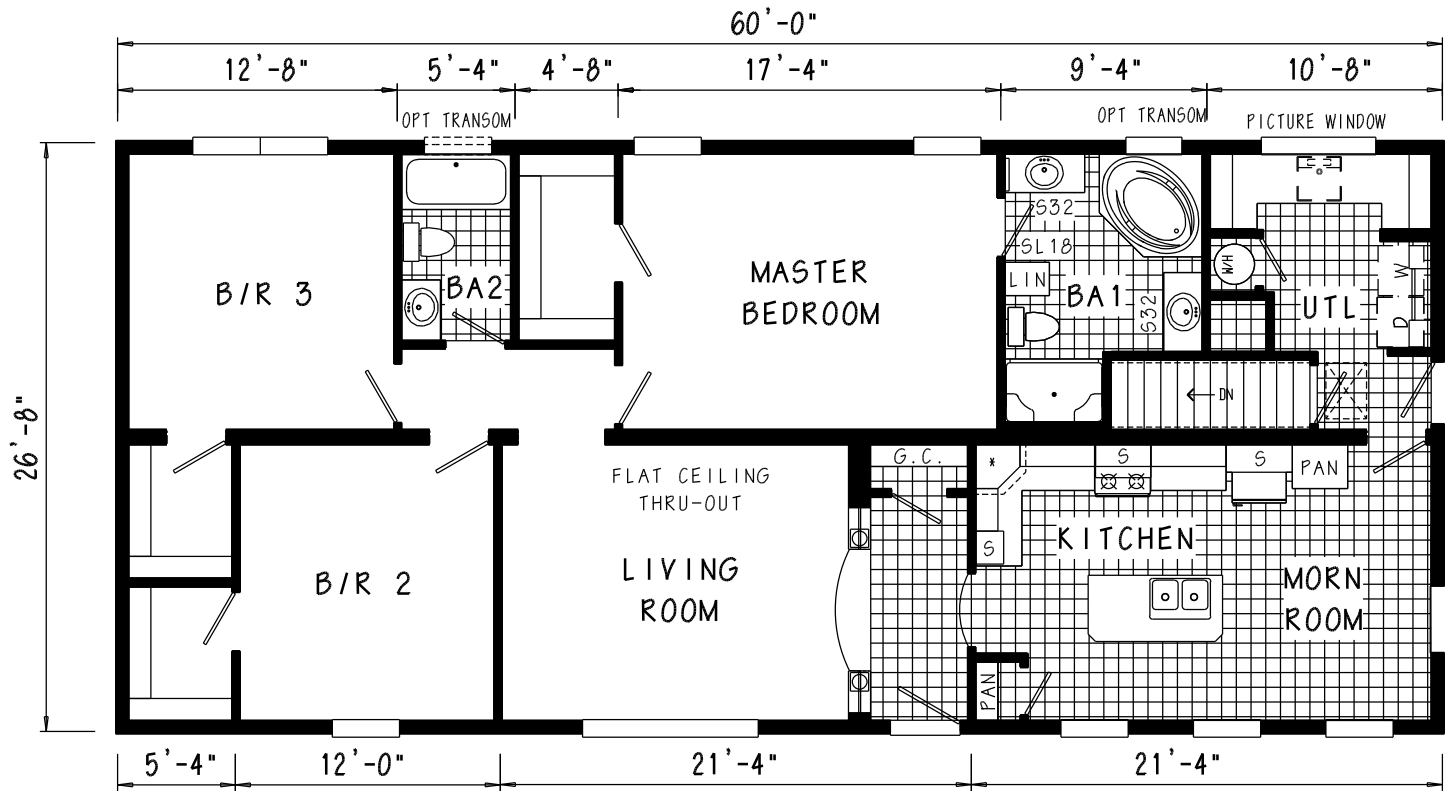 60'-0"
12'-8" 5'-4" 4'-8" 17'-4" 9'-4" 10'-8"
OPT TRANSOM OPT TRANSOM PICTURE WINDOW
S32
SL18
LIN
BA1
S32
W/H
UTL
W
D
B/R 3
BA2
MASTER
BEDROOM
DN
26'-8"
G.C.
*
S
S
PAN
FLAT CEILING
THRU-OUT
S
KITCHEN
LIVING
ROOM
B/R 2
MORN
ROOM
PAN
5'-4" 12'-0" 21'-4" 21'-4"